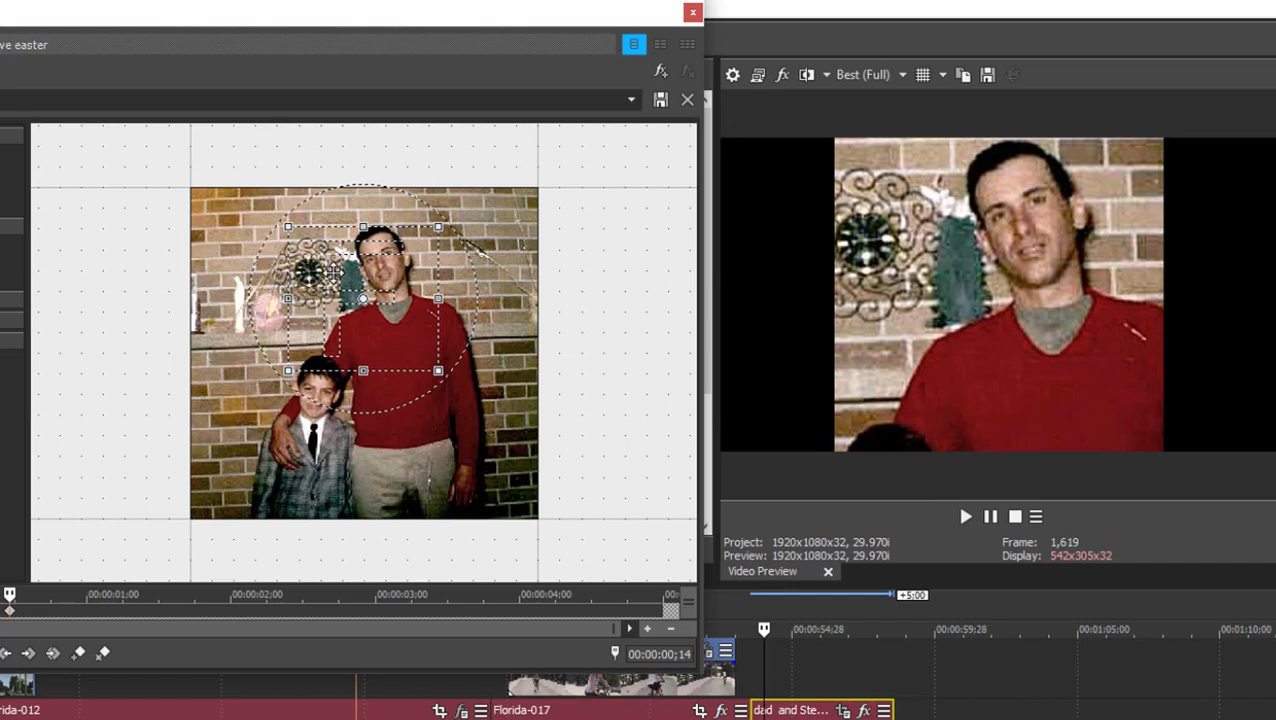 ve easter
Best (Full)
00:00:01;00
00:00:02;00
00:00:03;00
00:00:04;00
00:0
00:00:00;14
Project: 1920x1080x32, 29.970i
Frame: 1,619
Preview: 1920x1080x32, 29.970i
Display: 542x305x32
Video Preview
+5;00
00:00:54;28
00:00:59;28
00:01:05;00
00:01:10;00
rida-012
Florida-017
dad and Ste...